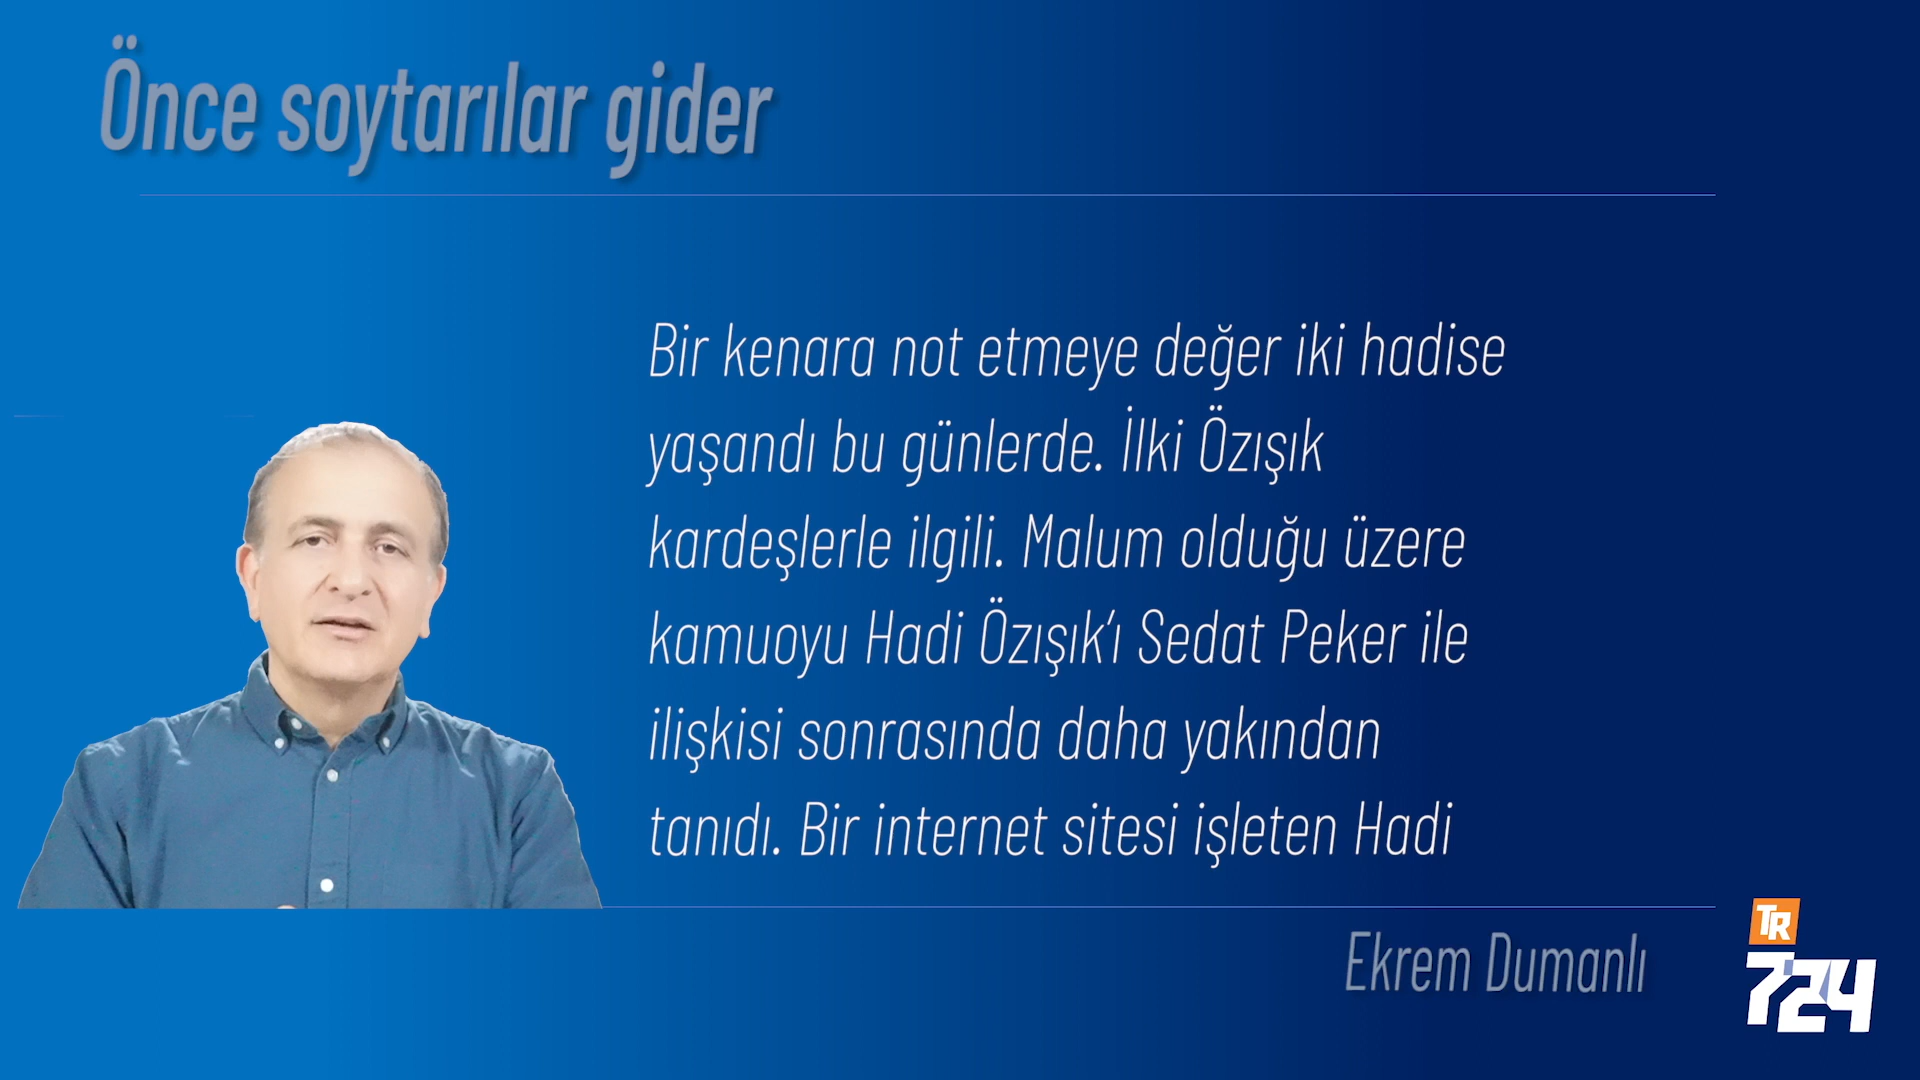 Önce soytarılar gider
Bir kenara not etmeye değer iki hadise
yaşandı bu günlerde. İlki Özışık
kardeşlerle ilgili. Malum olduğu üzere
kamuoyu Hadi Özışık’ı Sedat Peker ile
ilişkisi sonrasında daha yakından
tanıdı. Bir internet sitesi işleten Hadi
Ekrem Dumanlı
TR
724